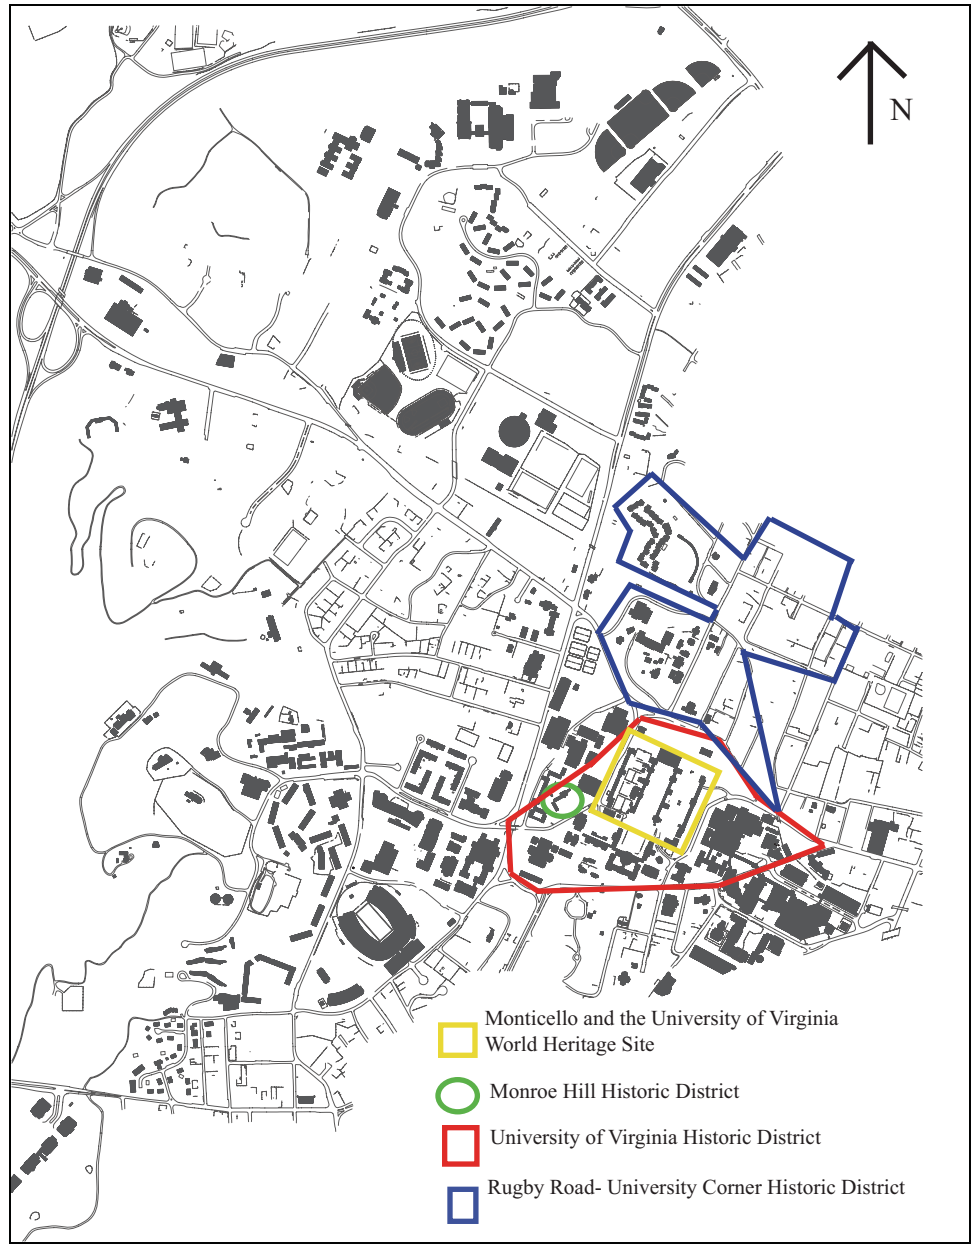 N
Monticello and the University of Virginia
World Heritage Site
Monroe Hill Historic District
University of Virginia Historic District
Rugby Road- University Corner Historic District